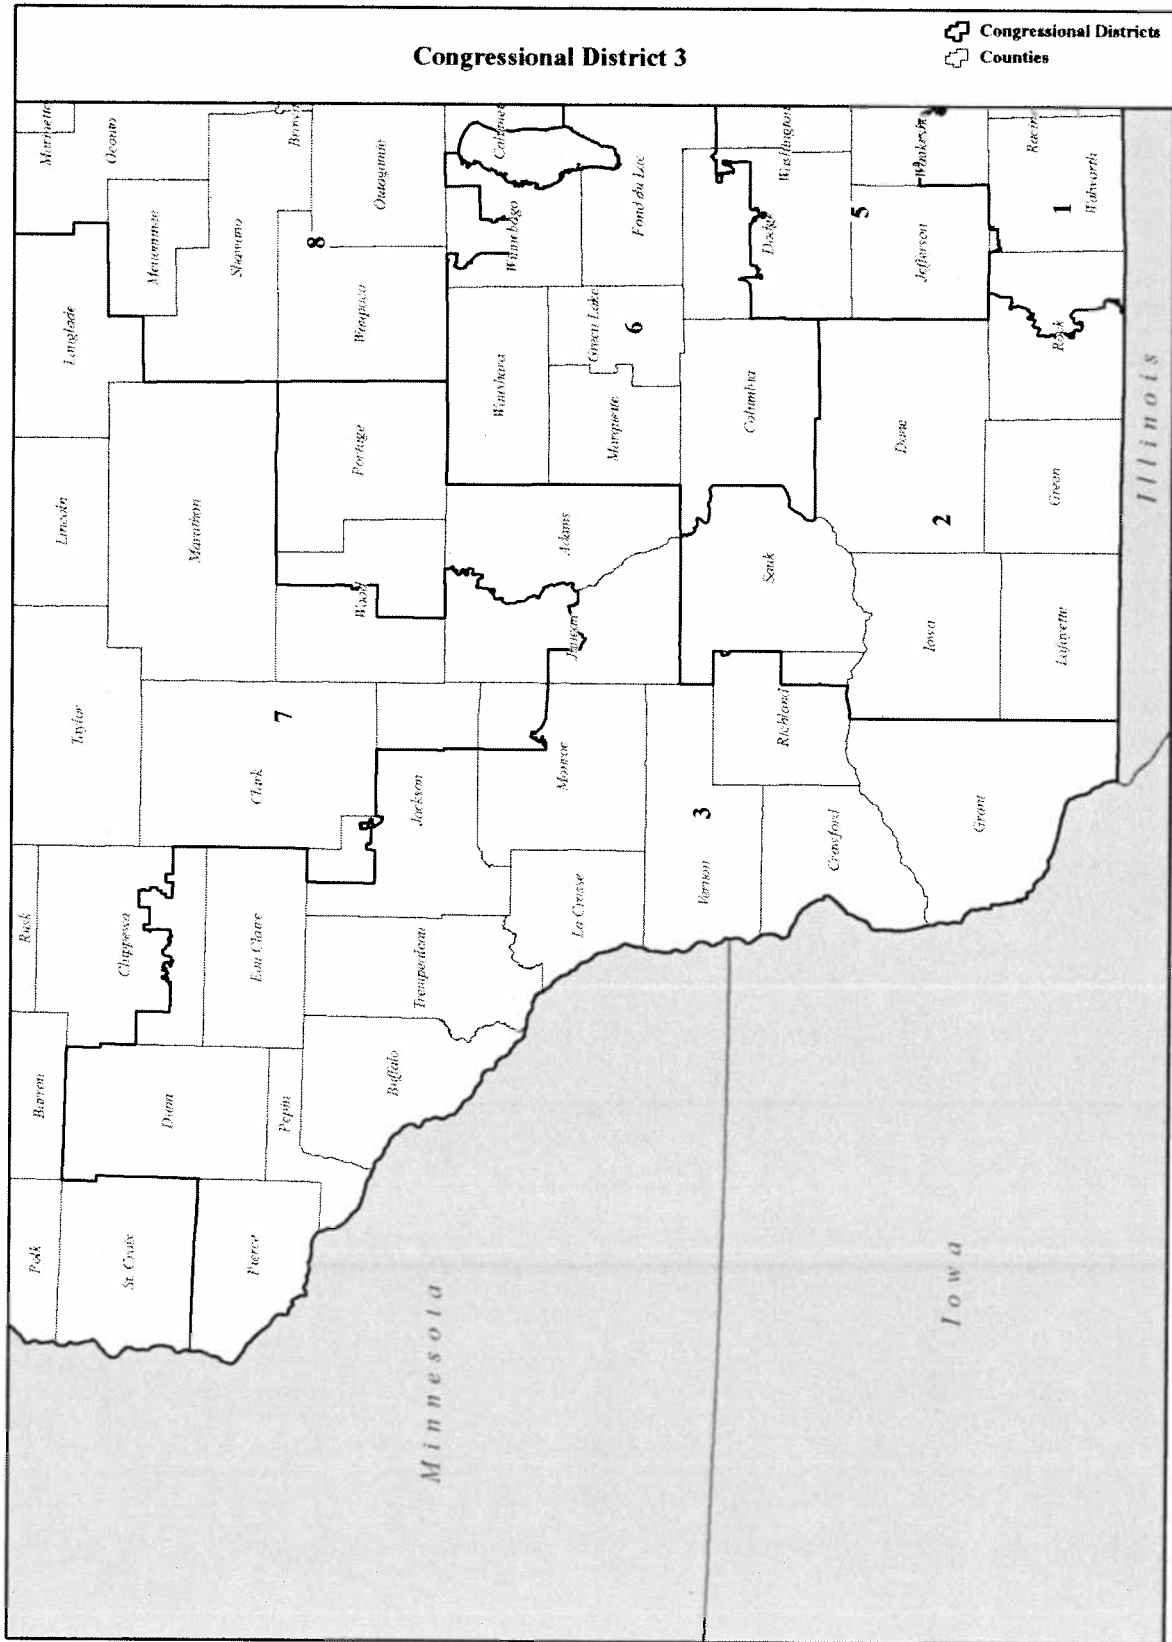 Congressional District 3
Congressional Districts
Counties
Marinette
Oconto
Brown
Menominee
Shawano
Outagamie
8
Langlade
Waupaca
Calumet
Winnebago
Fond du Lac
Washington
Waukesha
Racine
Walworth
1
5
Dodge
Jefferson
Green Lake
6
Waushara
Marquette
Columbia
Rock
Lincoln
Marathon
Portage
Dane
2
Green
Illinois
Wood
Adams
Juneau
Sauk
Iowa
Lafayette
Taylor
Clark
7
Jackson
Monroe
Richland
3
Vernon
Crawford
Grant
Rusk
Chippewa
Eau Claire
Trempealeau
La Crosse
Barron
Dunn
Pepin
Buffalo
Polk
St. Croix
Pierce
Minnesota
Iowa